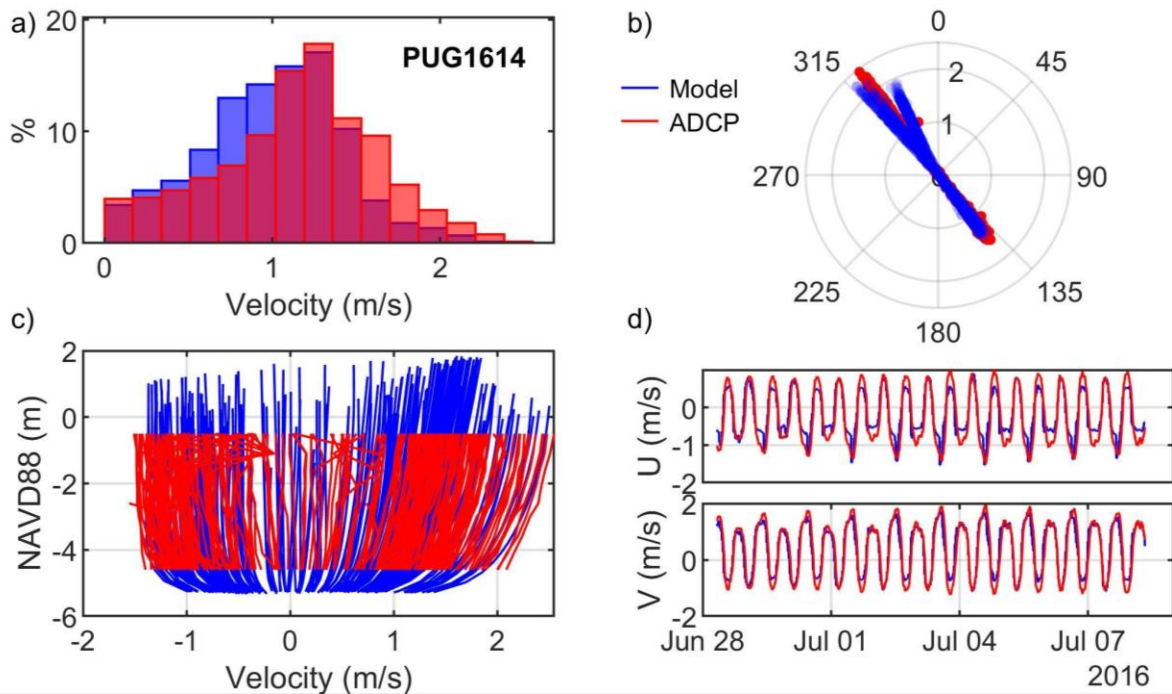 a)
20
10
0
%
PUG1614
0
1
2
Velocity (m/s)
b)
Model
ADCP
0
45
90
135
180
225
270
315
0
1
2
c)
2
0
-2
-4
-6
NAVD88 (m)
-2
-1
0
1
2
Velocity (m/s)
d)
0
-1
-2
U (m/s)
2
0
-2
V (m/s)
Jun 28
Jul 01
Jul 04
Jul 07
2016